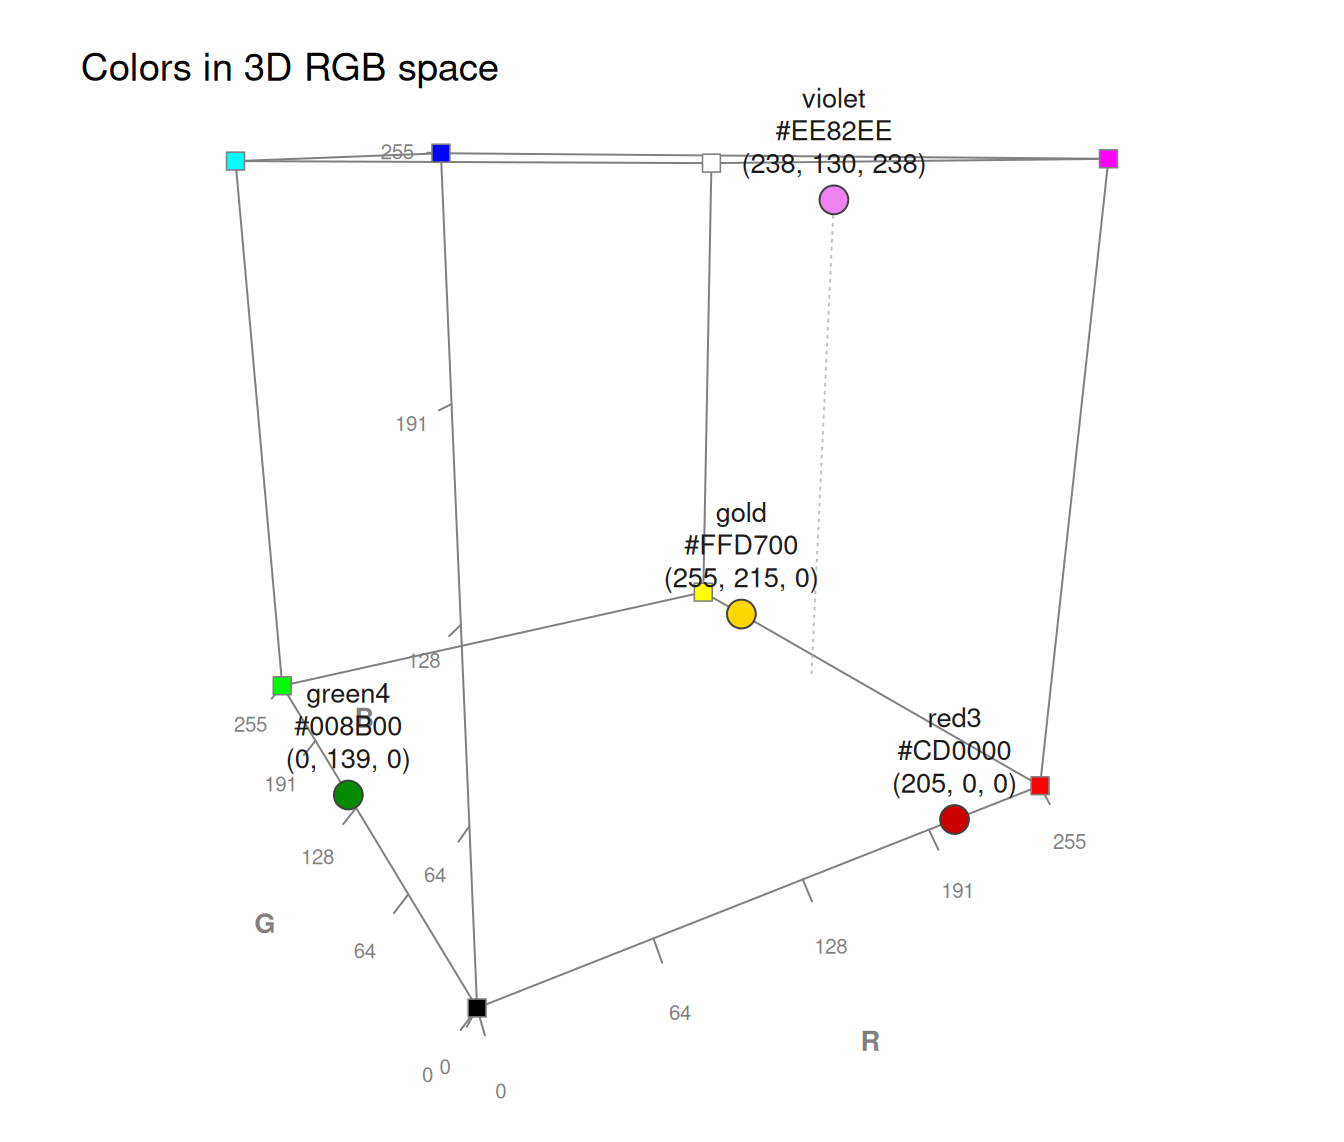 Colors in 3D RGB space
violet
#EE82EE
(238, 130, 238)
255
191
gold
#FFD700
(255, 215, 0)
128
green4
#008B00
(0, 139, 0)
B
255
191
128
64
G
64
red3
#CD0000
(205, 0, 0)
255
191
128
64
R
0
0
0